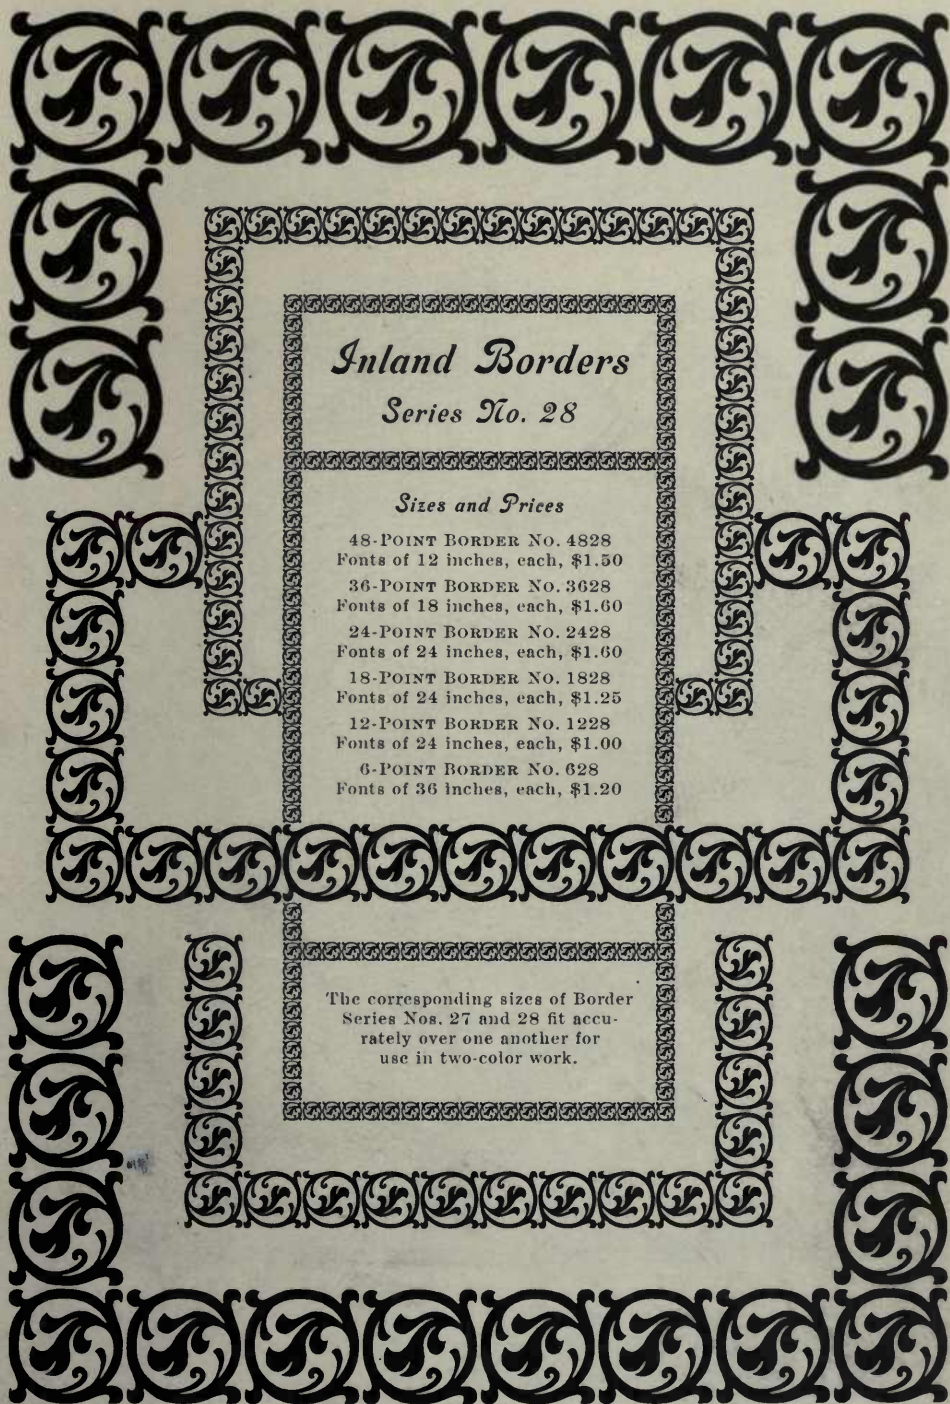 Inland Borders
Series No. 28
Sizes and Prices
48-POINT BORDER NO. 4828
Fonts of 12 inches, each, $1.50
36-POINT BORDER NO. 3628
Fonts of 18 inches, each, $1.60
24-POINT BORDER NO. 2428
Fonts of 24 inches, each, $1.60
18-POINT BORDER NO. 1828
Fonts of 24 inches, each, $1.25
12-POINT BORDER NO. 1228
Fonts of 24 inches, each, $1.00
6-POINT BORDER NO. 628
Fonts of 36 inches, each, $1.20
The corresponding sizes of Border
Series Nos. 27 and 28 fit accu-
rately over one another for
use in two-color work.